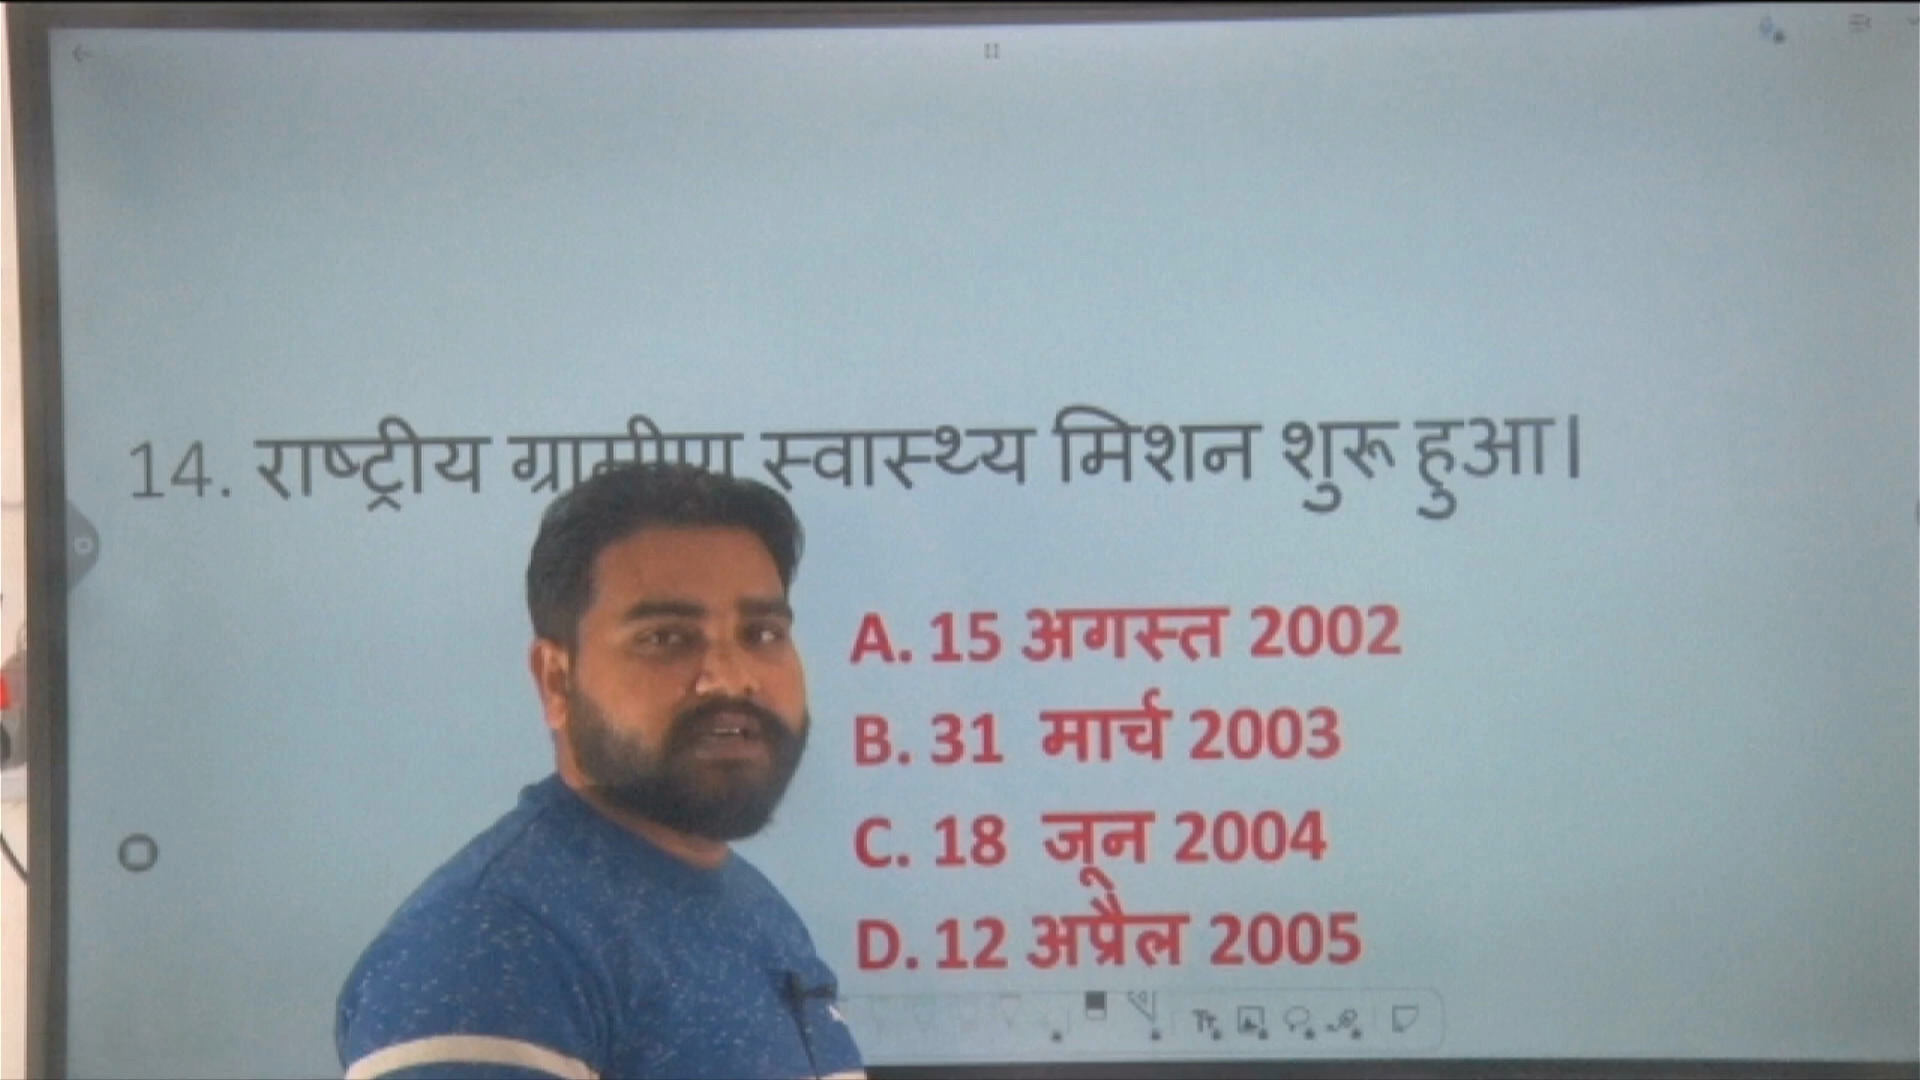 14. राष्ट्रीय ग्रामीण स्वास्थ्य मिशन शुरू हुआ।
A. 15 अगस्त 2002
B. 31 मार्च 2003
C. 18 जून 2004
D. 12 अप्रैल 2005